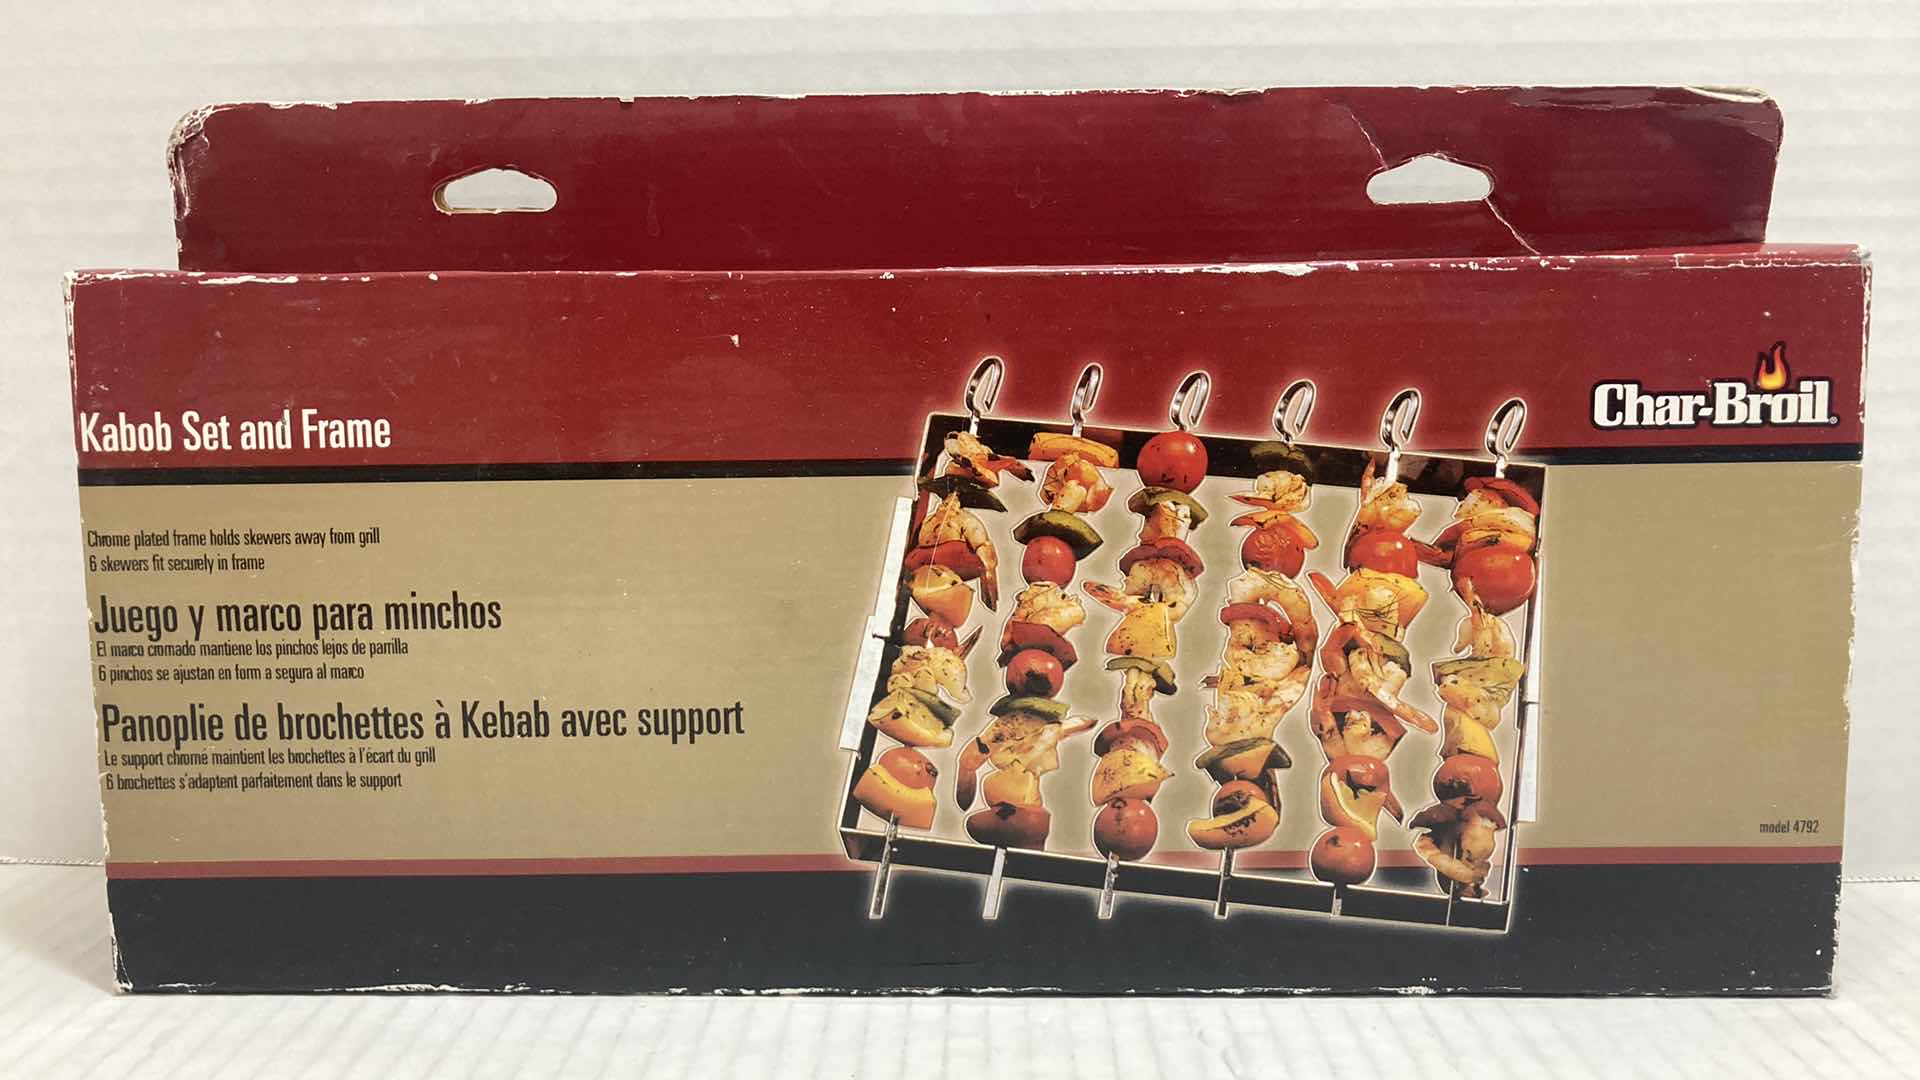 Kabob Set and Frame
Char-Broil®
Chrome plated frame holds skewers away from grill
6 skewers fit securely in frame
Juego y marco para minchos
El marco cromado mantiene los pinchos lejos de parrilla
6 pinchos se ajustan en form a segura al marco
Panoplie de brochettes à Kebab avec support
Le support chromé maintient les brochettes à l'écart du grill
6 brochettes s'adaptent parfaitement dans le support
model 4792